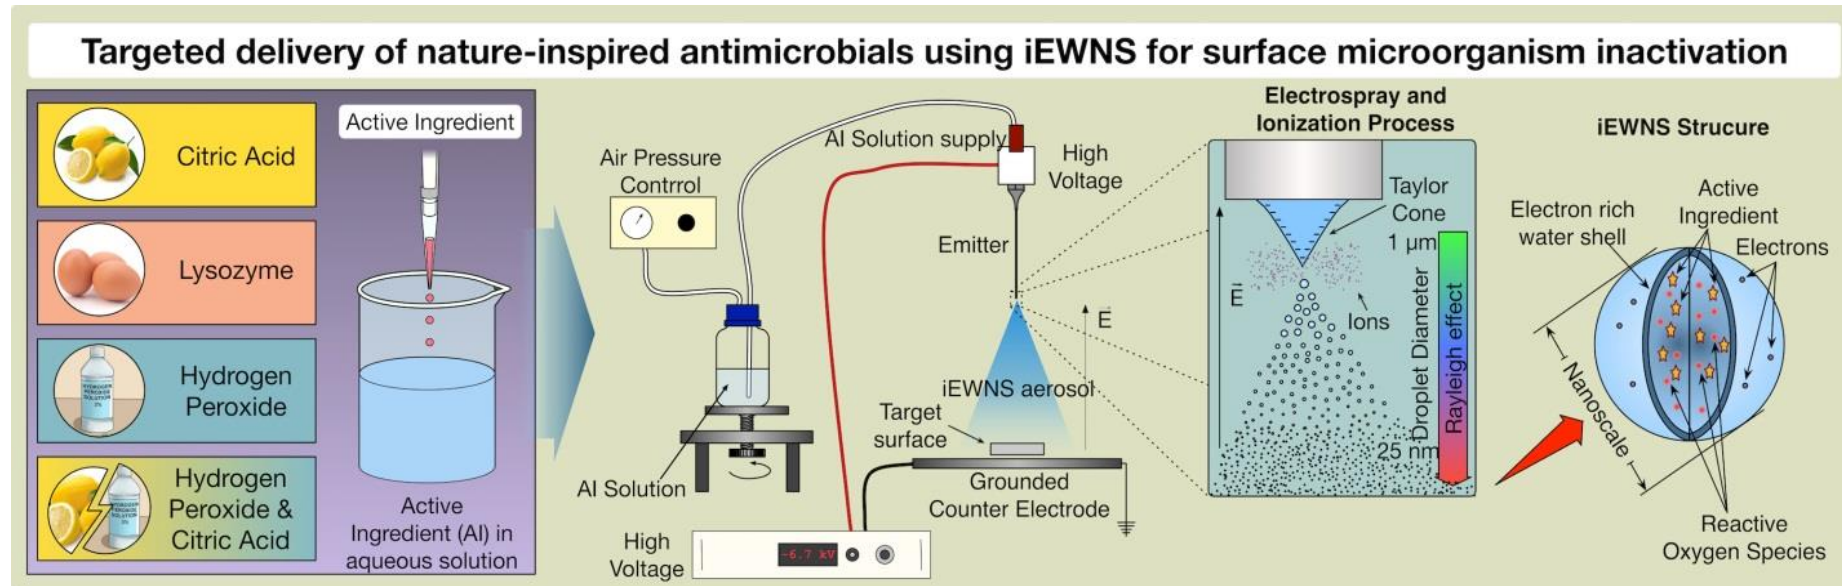 Targeted delivery of nature-inspired antimicrobials using iEWNS for surface microorganism inactivation
Citric Acid
Lysozyme
Hydrogen
Peroxide
Hydrogen
Peroxide &
Citric Acid
Active Ingredient
Active
Ingredient (AI) in
aqueous solution
Air Pressure
Contrrol
AI Solution
AI Solution supply
High
Voltage
Emitter
E
iEWNS aerosol
Target
surface
Grounded
Counter Electrode
High
Voltage
-6.7 kV
Electrospray and
Ionization Process
Taylor
Cone
1 µm
E
Ions
Droplet Diameter
Rayleigh effect
25 nm
iEWNS Strucure
Active
Ingredient
Electron rich
water shell
Electrons
Nanoscale
Reactive
Oxygen Species
HYDROGEN
PEROXIDE
SOLUTION